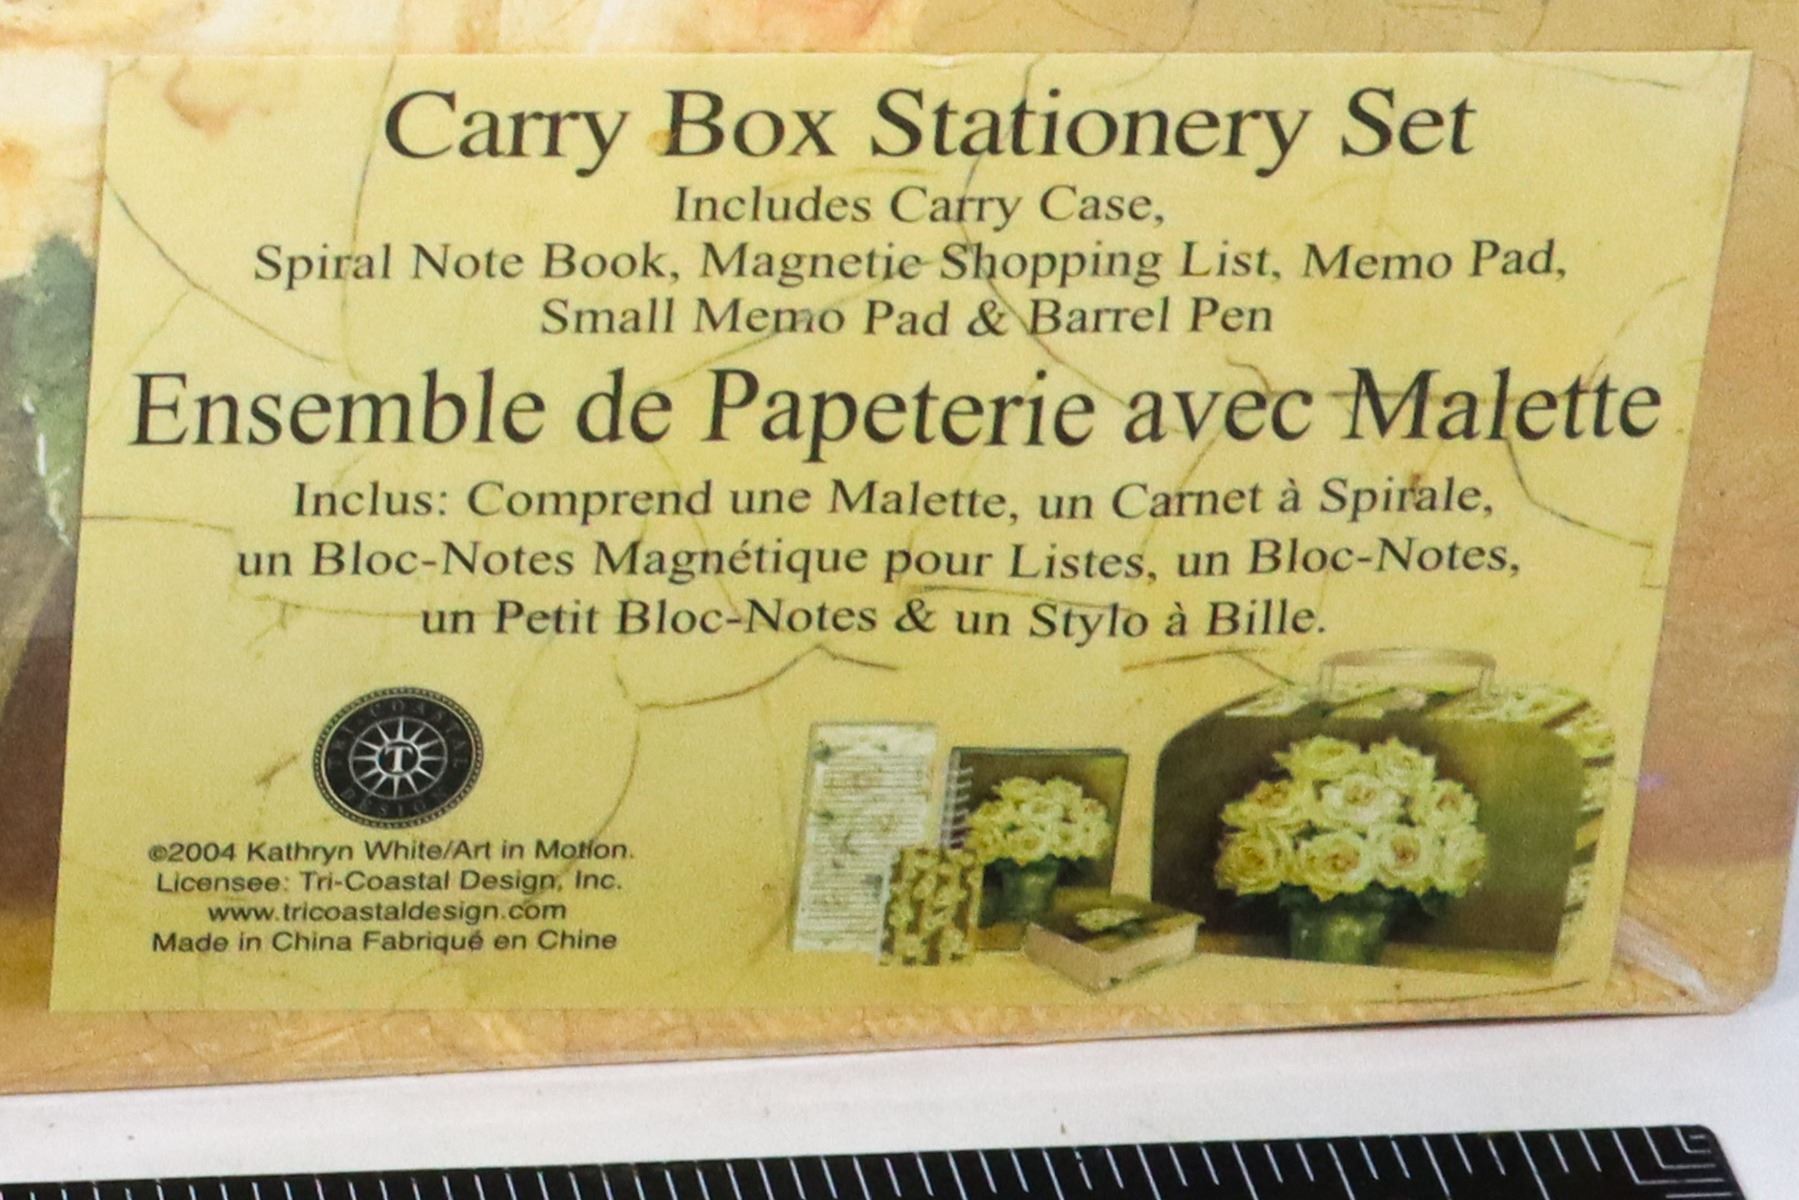 Carry Box Stationery Set
Includes Carry Case,
Spiral Note Book, Magnetic Shopping List, Memo Pad,
Small Memo Pad & Barrel Pen
Ensemble de Papeterie avec Malette
Inclus: Comprend une Malette, un Carnet à Spirale,
un Bloc-Notes Magnétique pour Listes, un Bloc-Notes,
un Petit Bloc-Notes & un Stylo à Bille.
TRI-COASTAL
T
DESIGN
©2004 Kathryn White/Art in Motion.
Licensee: Tri-Coastal Design, Inc.
www.tricoastaldesign.com
Made in China Fabriqué en Chine